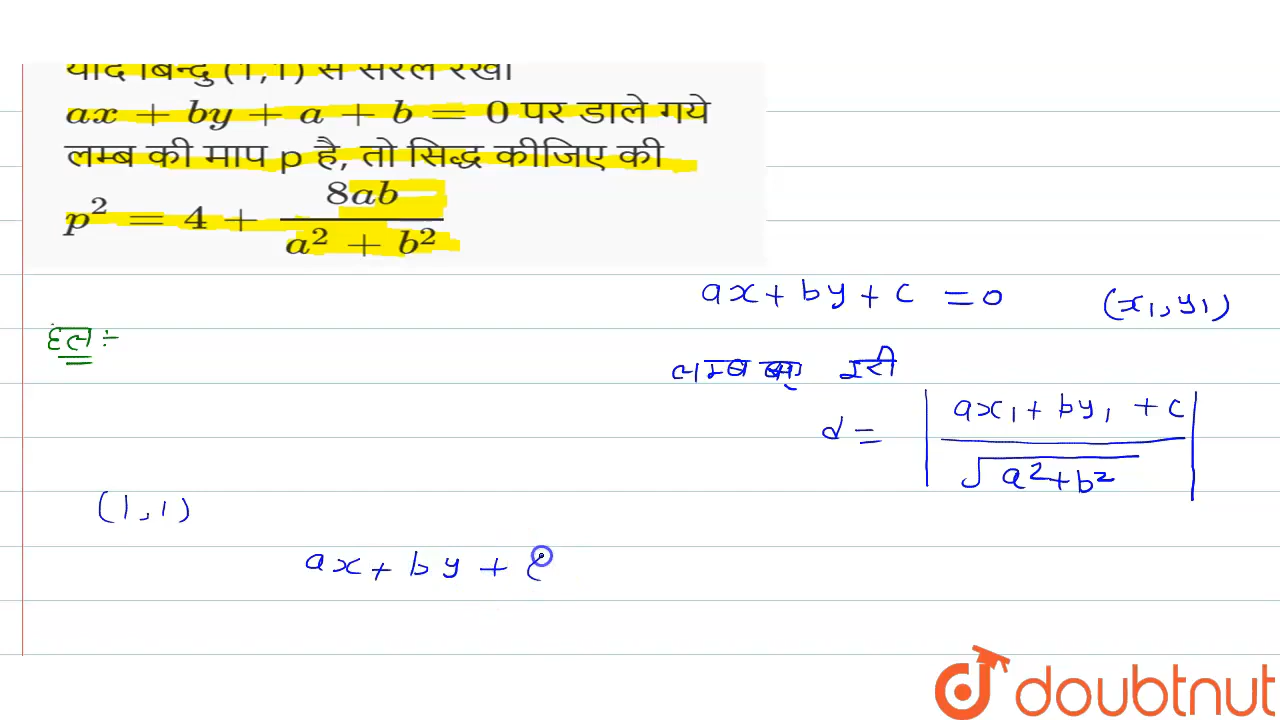 यदि बिन्दु (1,1) से सरल रेखा
ax + by + a + b = 0 पर डाले गये
लम्ब की माप p है, तो सिद्ध कीजिए की
p² = 4 + 8ab / a² + b²
ax + by + c = 0 (x₁, y₁)
हल ÷
लम्ब की दूरी
d = | ax₁ + by₁ + c / √a² + b² |
(1, 1)
ax + by +
doubtnut